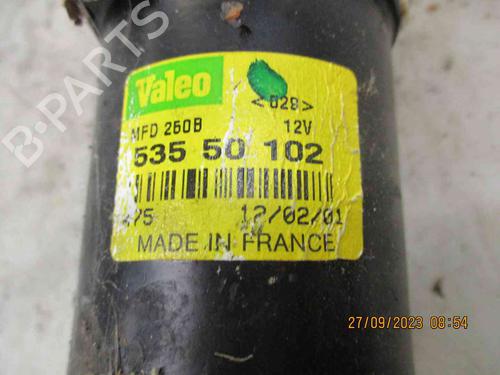 Valeo
<028>
MFD 250B 12V
535 50 102
12/02/01
MADE IN FRANCE
B-PARTS
27/09/2023 08:54